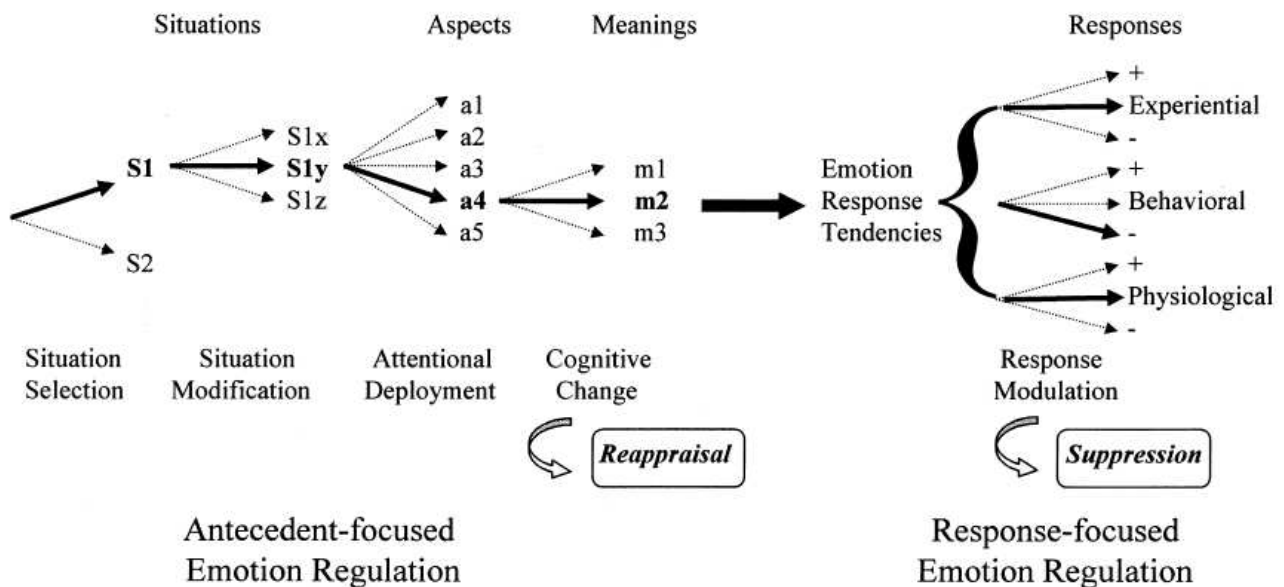 Situations Aspects Meanings Responses
+
a1 Experiential
S1x a2 -
S1 S1y a3 m1 Emotion +
S1z a4 m2 Response Behavioral
S2 a5 m3 Tendencies -
+
Physiological
-
Situation Situation Attentional Cognitive Response
Selection Modification Deployment Change Modulation
Reappraisal Suppression
Antecedent-focused Response-focused
Emotion Regulation Emotion Regulation